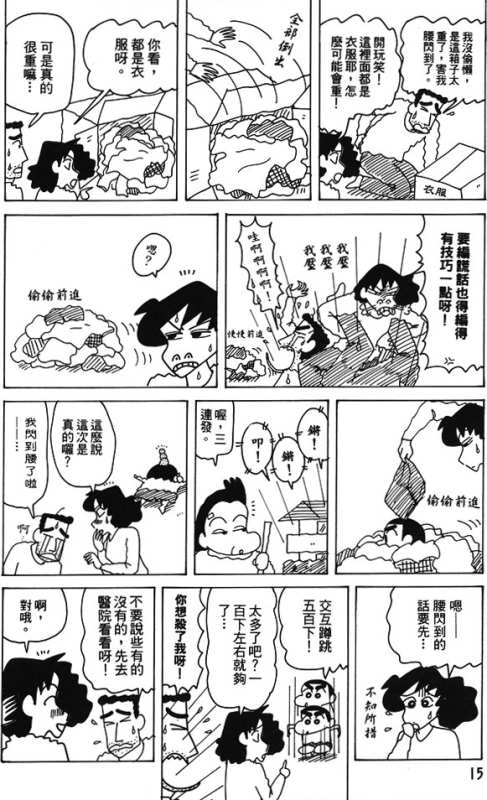 我沒偷懶，
是這箱子太
重了，害我
腰閃到了。
開玩笑！
這裡面都是
衣服耶，怎
麼可能會重！
衣服
全部倒出
你看，
都是衣
服呀。
可是真的
很重嘛…
要編謊話也得編得
有技巧一點呀！
我壓
我壓
我壓
哇啊啊啊啊！
慢慢前進
嗯？
偷偷前進
偷偷前進
鏘！
鏘！
叩！
喔，三
連發。
這麼說
這次是
真的囉？
我閃到腰了啦
……
啊
嗯──
腰閃到的
話要先…
不知所措
交互蹲跳
五百下！
太多了吧？一
百下左右就夠
了…
你想殺了我呀！
不要說些有的
沒有的，先去
醫院看看呀！
啊，
對哦。
15